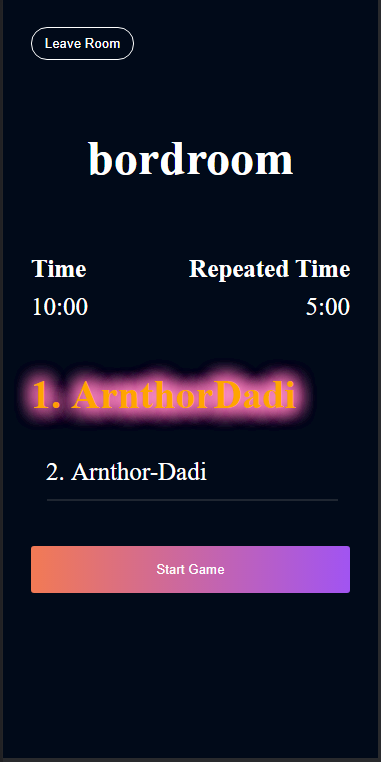 Leave Room
bordroom
Time Repeated Time
10:00 5:00
1. ArnthorDadi
2. Arnthor-Dadi
Start Game